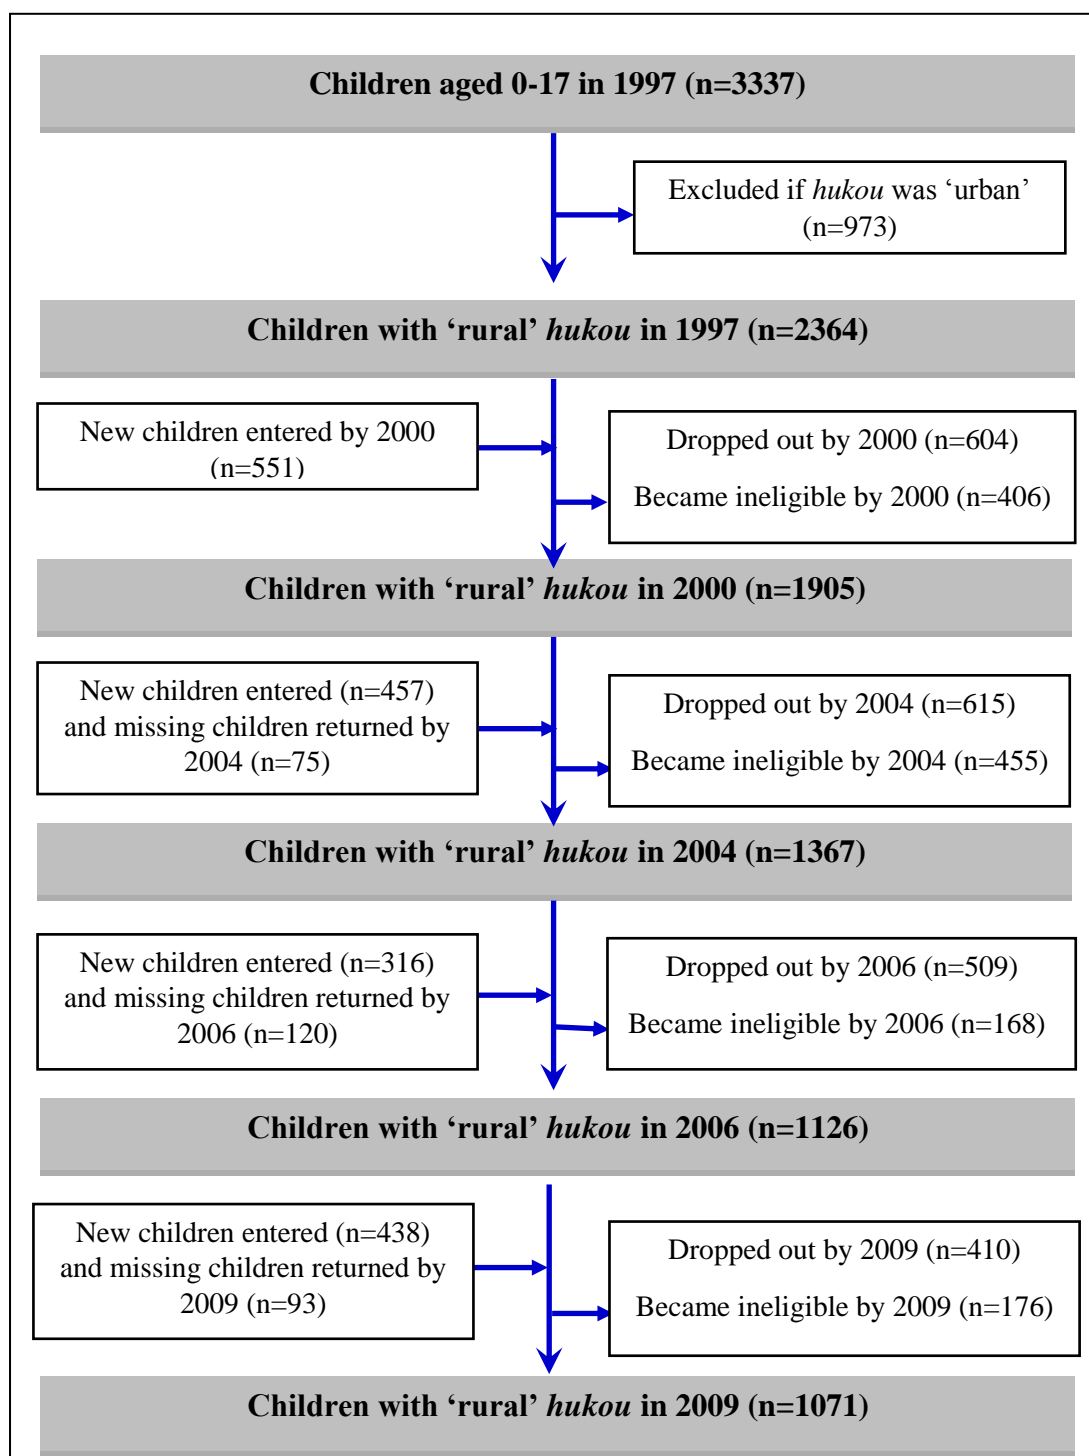 Children aged 0-17 in 1997 (n=3337)
Excluded if hukou was ‘urban’
(n=973)
Children with ‘rural’ hukou in 1997 (n=2364)
New children entered by 2000
(n=551)
Dropped out by 2000 (n=604)
Became ineligible by 2000 (n=406)
Children with ‘rural’ hukou in 2000 (n=1905)
New children entered (n=457)
and missing children returned by
2004 (n=75)
Dropped out by 2004 (n=615)
Became ineligible by 2004 (n=455)
Children with ‘rural’ hukou in 2004 (n=1367)
New children entered (n=316)
and missing children returned by
2006 (n=120)
Dropped out by 2006 (n=509)
Became ineligible by 2006 (n=168)
Children with ‘rural’ hukou in 2006 (n=1126)
New children entered (n=438)
and missing children returned by
2009 (n=93)
Dropped out by 2009 (n=410)
Became ineligible by 2009 (n=176)
Children with ‘rural’ hukou in 2009 (n=1071)